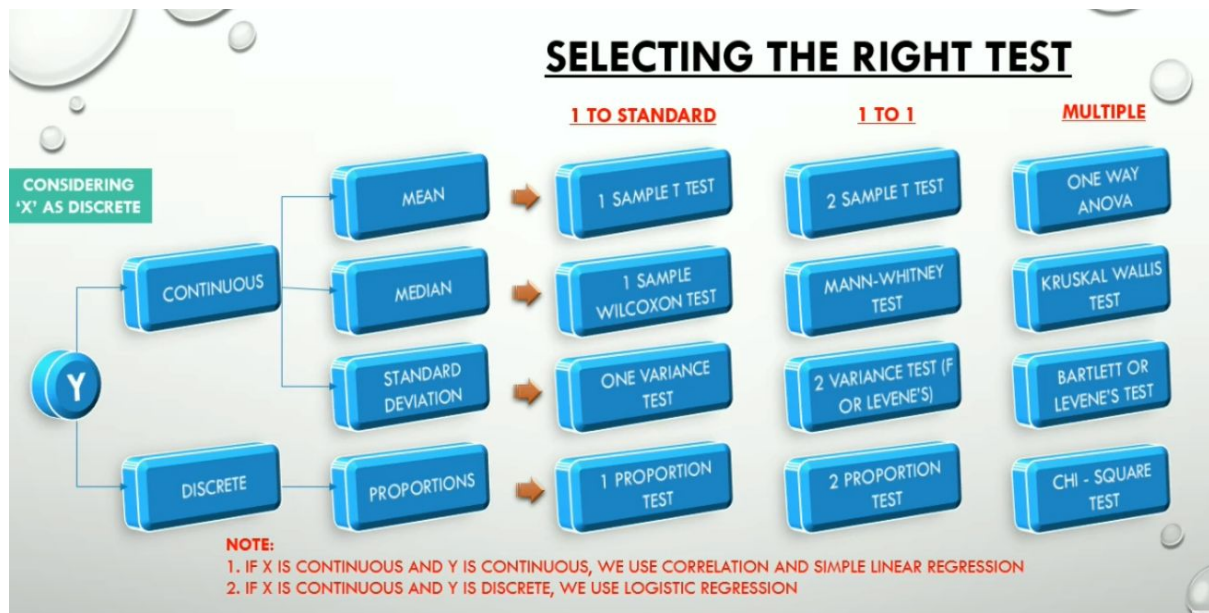 SELECTING THE RIGHT TEST
1 TO STANDARD
1 TO 1
MULTIPLE
CONSIDERING
‘X’ AS DISCRETE
MEAN
1 SAMPLE T TEST
2 SAMPLE T TEST
ONE WAY
ANOVA
CONTINUOUS
MEDIAN
1 SAMPLE
WILCOXON TEST
MANN-WHITNEY
TEST
KRUSKAL WALLIS
TEST
Y
STANDARD
DEVIATION
ONE VARIANCE
TEST
2 VARIANCE TEST (F
OR LEVENE'S)
BARTLETT OR
LEVENE'S TEST
DISCRETE
PROPORTIONS
1 PROPORTION
TEST
2 PROPORTION
TEST
CHI - SQUARE
TEST
NOTE:
1. IF X IS CONTINUOUS AND Y IS CONTINUOUS, WE USE CORRELATION AND SIMPLE LINEAR REGRESSION
2. IF X IS CONTINUOUS AND Y IS DISCRETE, WE USE LOGISTIC REGRESSION